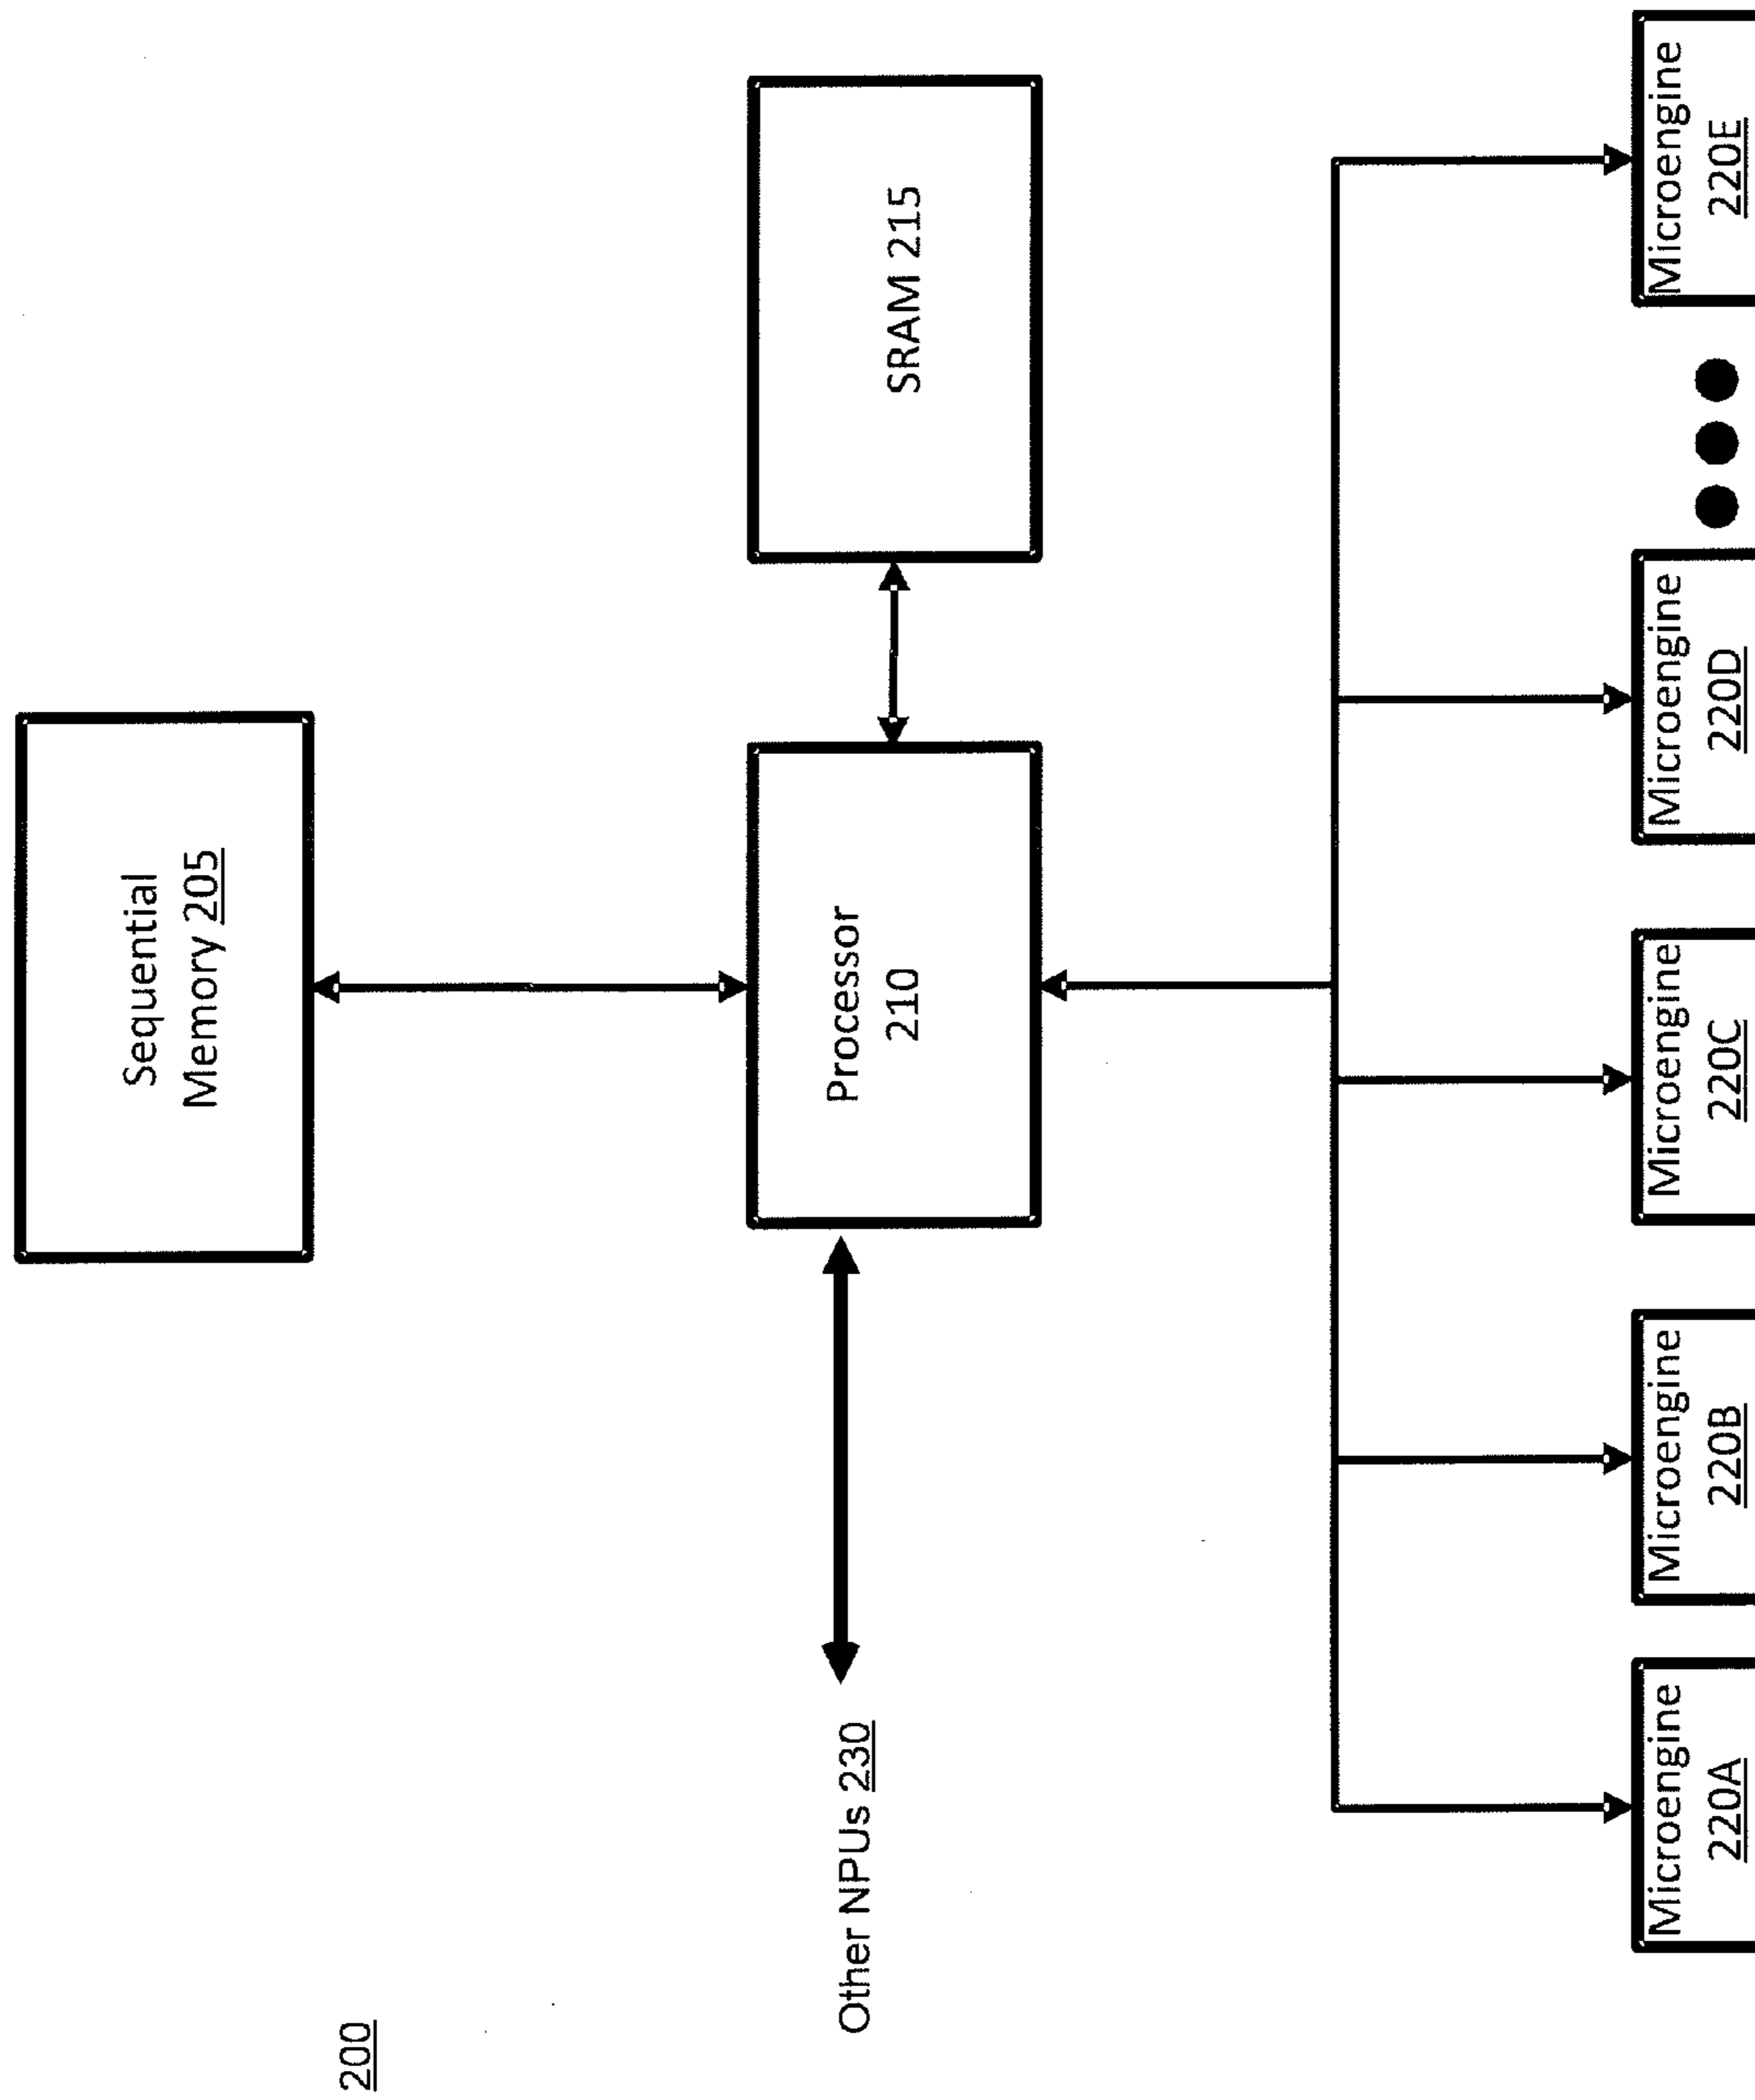 200
Sequential
Memory 205
Other NPUs 230
Processor
210
SRAM 215
Microengine
220A
Microengine
220B
Microengine
220C
Microengine
220D
Microengine
220E